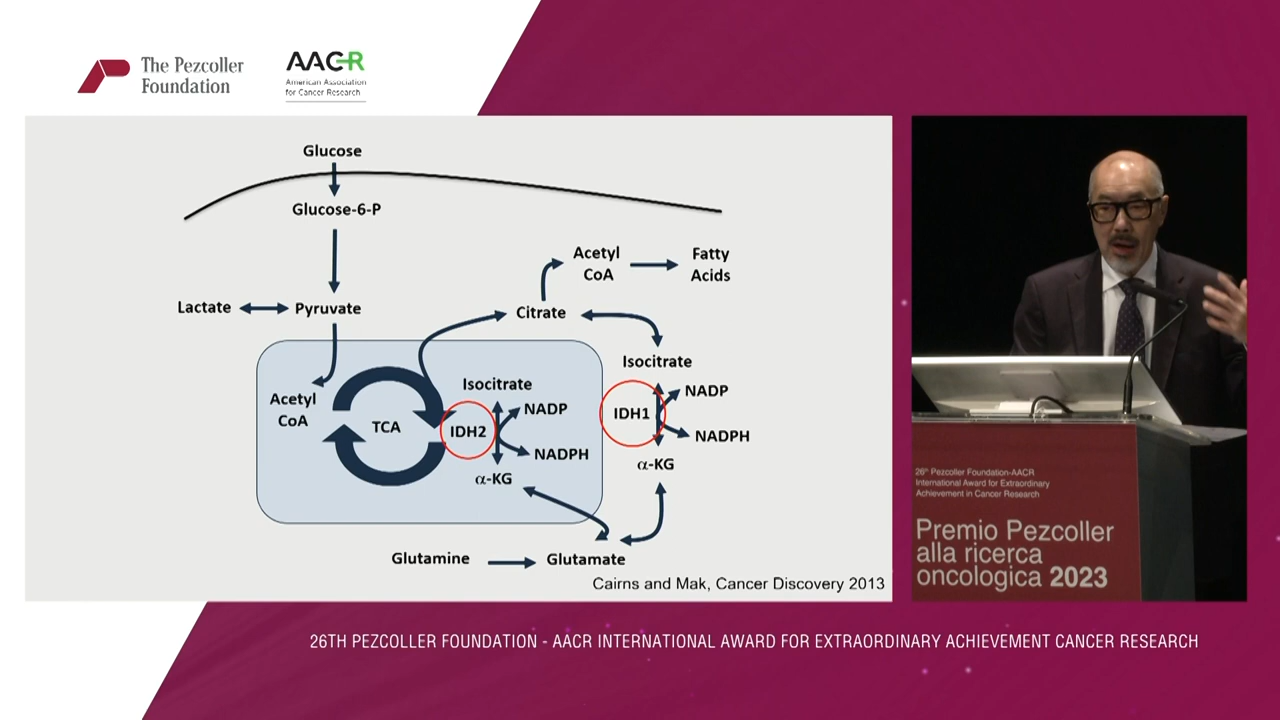 The Pezcoller
Foundation
AACR
American Association
for Cancer Research
Glucose
Glucose-6-P
Lactate
Pyruvate
Acetyl
CoA
Fatty
Acids
Citrate
Isocitrate
IDH1
NADP
NADPH
α-KG
Acetyl
CoA
TCA
Isocitrate
IDH2
NADP
NADPH
α-KG
Glutamine
Glutamate
Cairns and Mak, Cancer Discovery 2013
26th Pezcoller Foundation-AACR
International Award for Extraordinary
Achievement in Cancer Research
Premio Pezcoller
alla ricerca
oncologica 2023
26TH PEZCOLLER FOUNDATION - AACR INTERNATIONAL AWARD FOR EXTRAORDINARY ACHIEVEMENT CANCER RESEARCH